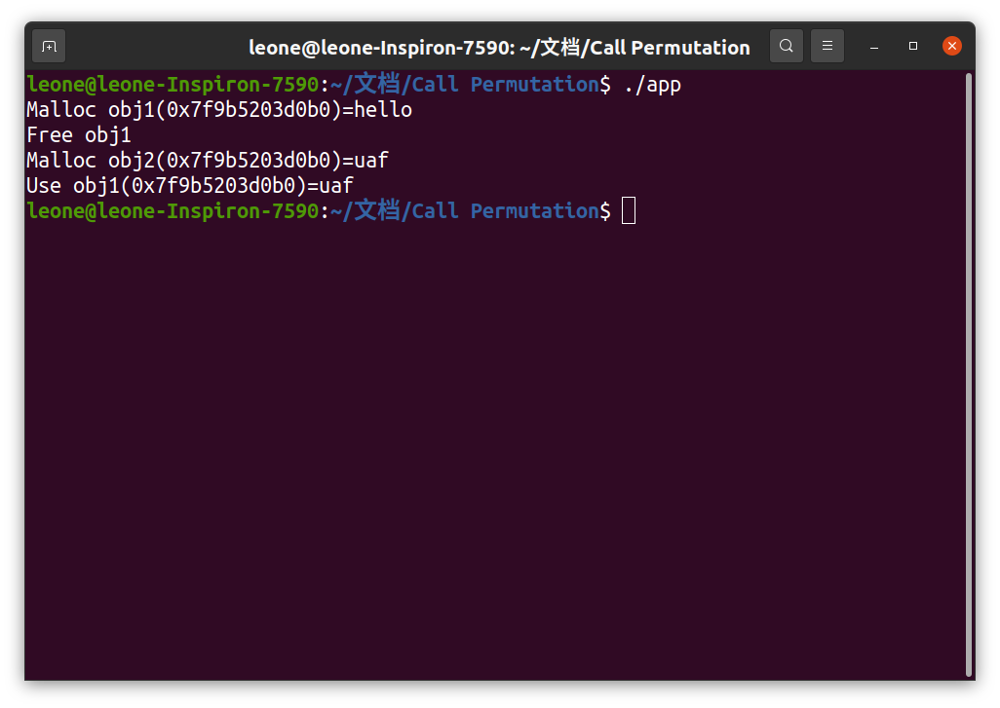 leone@leone-Inspiron-7590: ~/文档/Call Permutation
leone@leone-Inspiron-7590:~/文档/Call Permutation$ ./app
Malloc obj1(0x7f9b5203d0b0)=hello
Free obj1
Malloc obj2(0x7f9b5203d0b0)=uaf
Use obj1(0x7f9b5203d0b0)=uaf
leone@leone-Inspiron-7590:~/文档/Call Permutation$